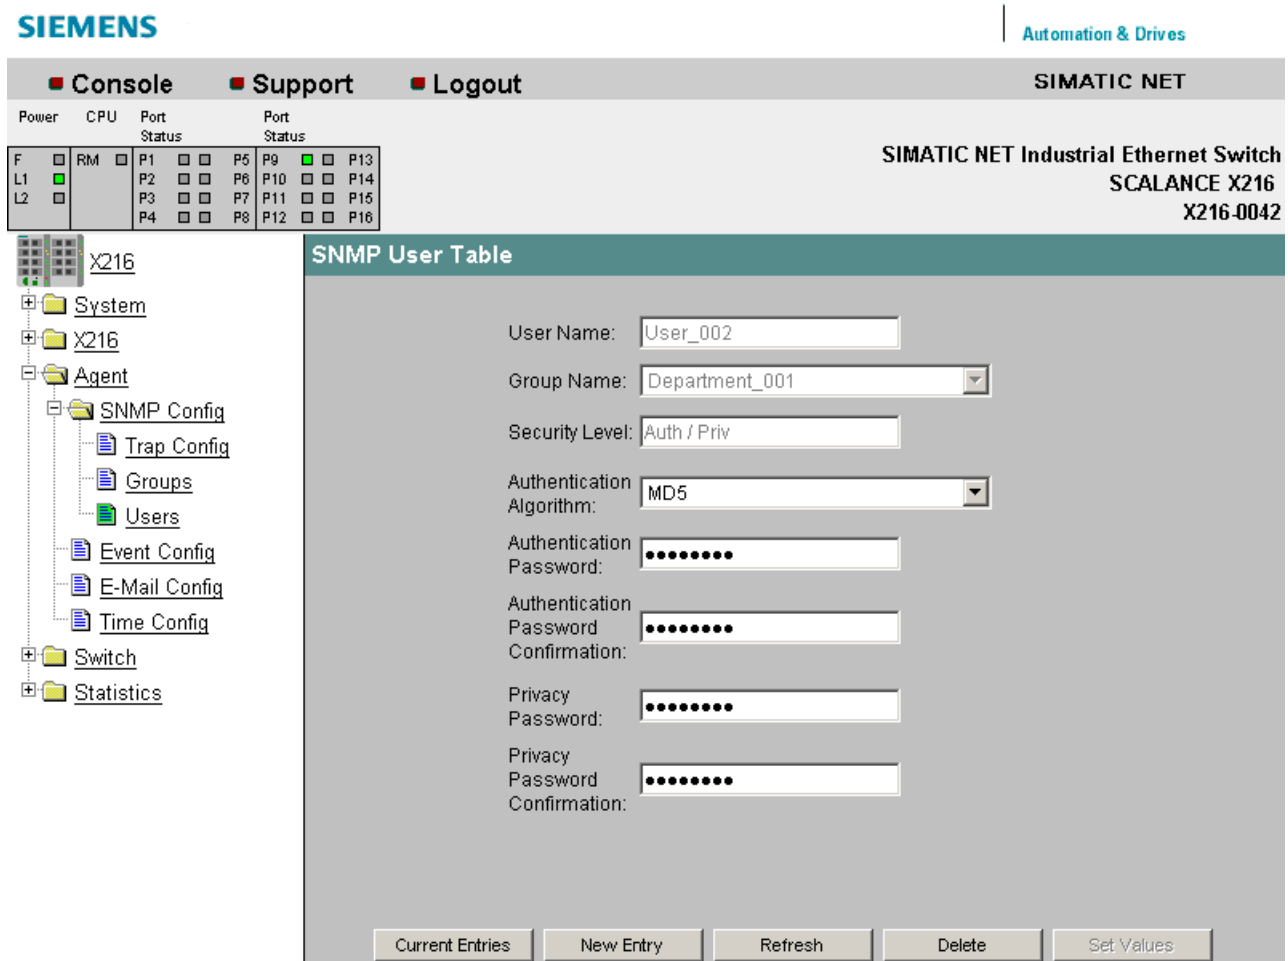 SIEMENS
Automation & Drives
Console Support Logout SIMATIC NET
Power CPU Port Status Port Status
F RM P1 P5 P9 P13
L1 P2 P6 P10 P14
L2 P3 P7 P11 P15
P4 P8 P12 P16
SIMATIC NET Industrial Ethernet Switch
SCALANCE X216
X216-0042
X216
System
X216
Agent
SNMP Config
Trap Config
Groups
Users
Event Config
E-Mail Config
Time Config
Switch
Statistics
SNMP User Table
User Name: User_002
Group Name: Department_001
Security Level: Auth / Priv
Authentication
Algorithm: MD5
Authentication
Password: ●●●●●●●●
Authentication
Password
Confirmation: ●●●●●●●●
Privacy
Password: ●●●●●●●●
Privacy
Password
Confirmation: ●●●●●●●●
Current Entries New Entry Refresh Delete Set Values